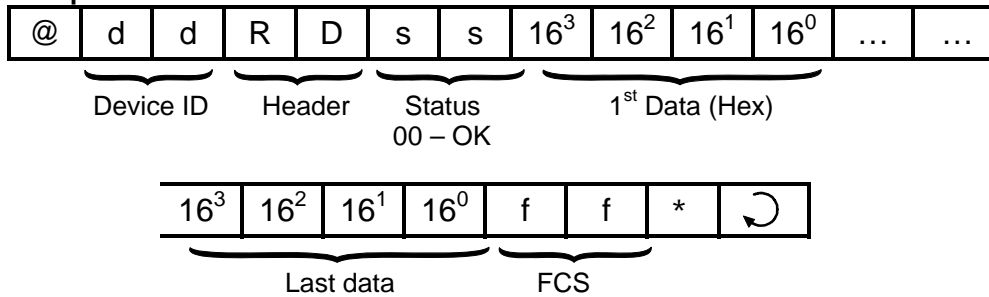 @ d d R D s s 16³ 16² 16¹ 16⁰ … …
Device ID Header Status 1st Data (Hex)
00 – OK
16³ 16² 16¹ 16⁰ f f *
Last data FCS